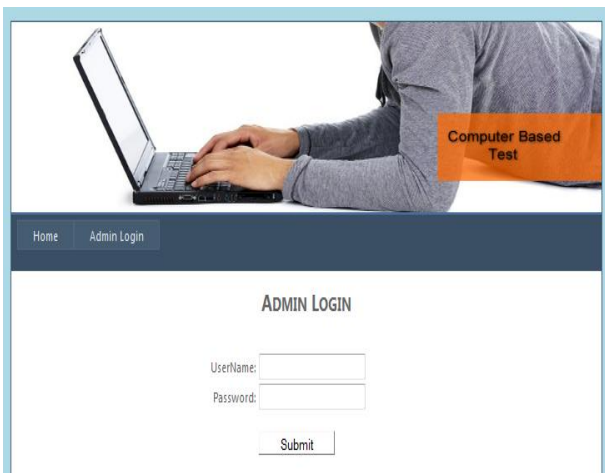 Computer Based
Test
Home Admin Login
ADMIN LOGIN
UserName:
Password:
Submit